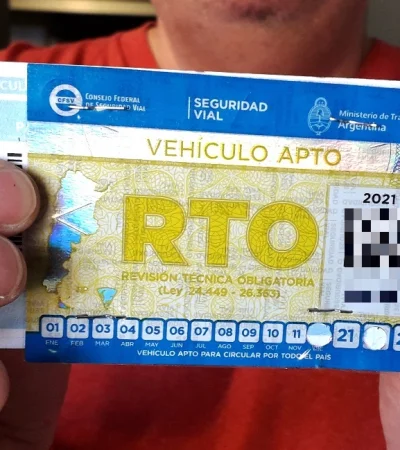 CFSV
CONSEJO FEDERAL
DE SEGURIDAD VIAL
SEGURIDAD
VIAL
Ministerio de
Argentina
VEHÍCULO APTO
2021
RTO
REVISIÓN TÉCNICA OBLIGATORIA
(Ley 24.449 - 26.363)
01 02 03 04 05 06 07 08 09 10 11 21
ENE FEB MAR ABR MAY JUN JUL AGO SEP OCT NOV DIC
VEHÍCULO APTO PARA CIRCULAR POR TODO EL PAÍS